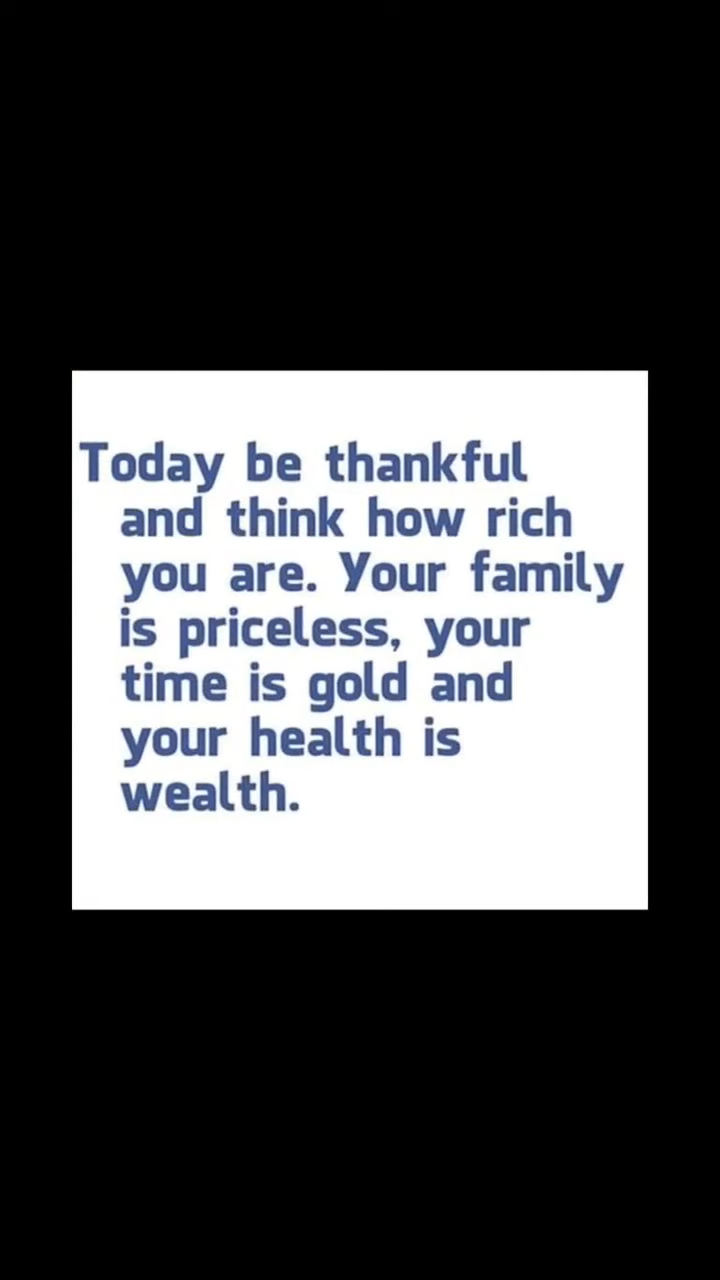 Today be thankful
and think how rich
you are. Your family
is priceless, your
time is gold and
your health is
wealth.